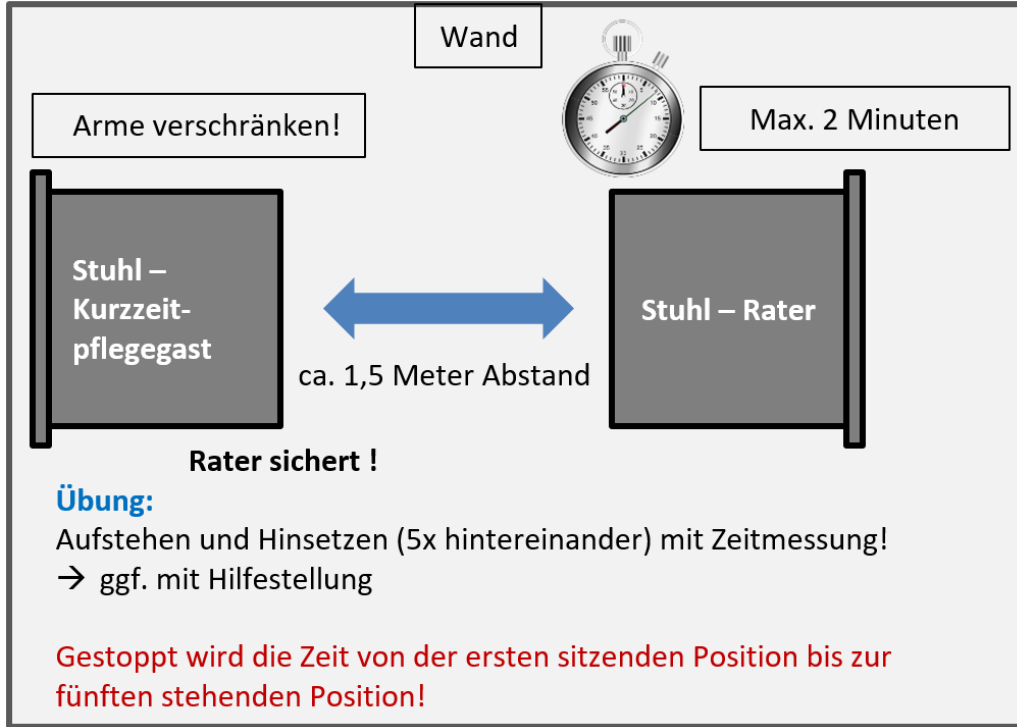 Wand
Arme verschränken!
Max. 2 Minuten
Stuhl –
Kurzzeit-
pflegegast
Stuhl – Rater
ca. 1,5 Meter Abstand
Rater sichert !
Übung:
Aufstehen und Hinsetzen (5x hintereinander) mit Zeitmessung!
→ ggf. mit Hilfestellung
Gestoppt wird die Zeit von der ersten sitzenden Position bis zur
fünften stehenden Position!